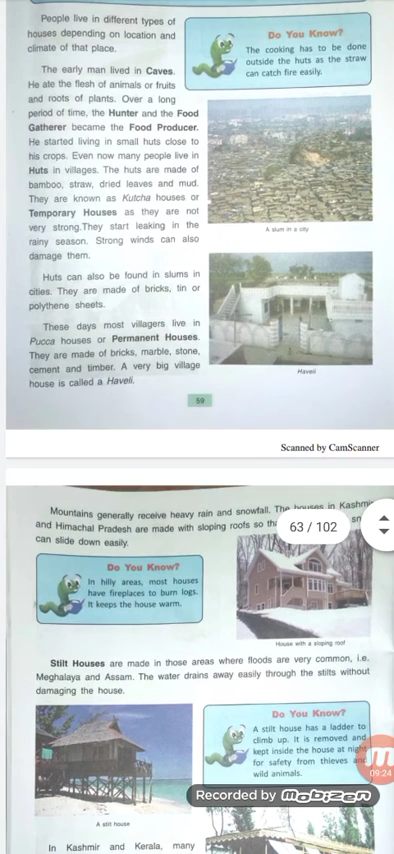 People live in different types of
houses depending on location and
climate of that place.
The early man lived in Caves.
He ate the flesh of animals or fruits
and roots of plants. Over a long
period of time, the Hunter and the Food
Gatherer became the Food Producer.
He started living in small huts close to
his crops. Even now many people live in
Huts in villages. The huts are made of
bamboo, straw, dried leaves and mud.
They are known as Kutcha houses or
Temporary Houses as they are not
very strong.They start leaking in the
rainy season. Strong winds can also
damage them.
Huts can also be found in slums in
cities. They are made of bricks, tin or
polythene sheets.
These days most villagers live in
Pucca houses or Permanent Houses.
They are made of bricks, marble, stone,
cement and timber. A very big village
house is called a Haveli.
Do You Know?
The cooking has to be done
outside the huts as the straw
can catch fire easily.
A slum in a city
Haveli
59
Scanned by CamScanner
Mountains generally receive heavy rain and snowfall. The houses in
and Himachal Pradesh are made with sloping roofs so
can slide down easily.
63 / 102
Do You Know?
In hilly areas, most houses
have fireplaces to burn logs.
It keeps the house warm.
House with a sloping roof
Stilt Houses are made in those areas where floods are very common, i.e.
Meghalaya and Assam. The water drains away easily through the stilts without
damaging the house.
Do You Know?
A stilt house has a ladder to
climb up. It is removed and
kept inside the house at night
for safety from thieves and
wild animals.
09:24
Recorded by mobizen
A stilt house
In Kashmir and Kerala, many